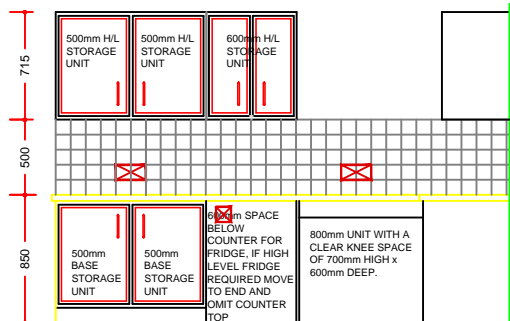 500mm H/L
STORAGE
UNIT
500mm H/L
STORAGE
UNIT
600mm H/L
STORAGE
UNIT
715
500
850
500mm
BASE
STORAGE
UNIT
500mm
BASE
STORAGE
UNIT
600mm SPACE
BELOW
COUNTER FOR
FRIDGE, IF HIGH
LEVEL FRIDGE
REQUIRED MOVE
TO END AND
OMIT COUNTER
TOP
800mm UNIT WITH A
CLEAR KNEE SPACE
OF 700mm HIGH x
600mm DEEP.